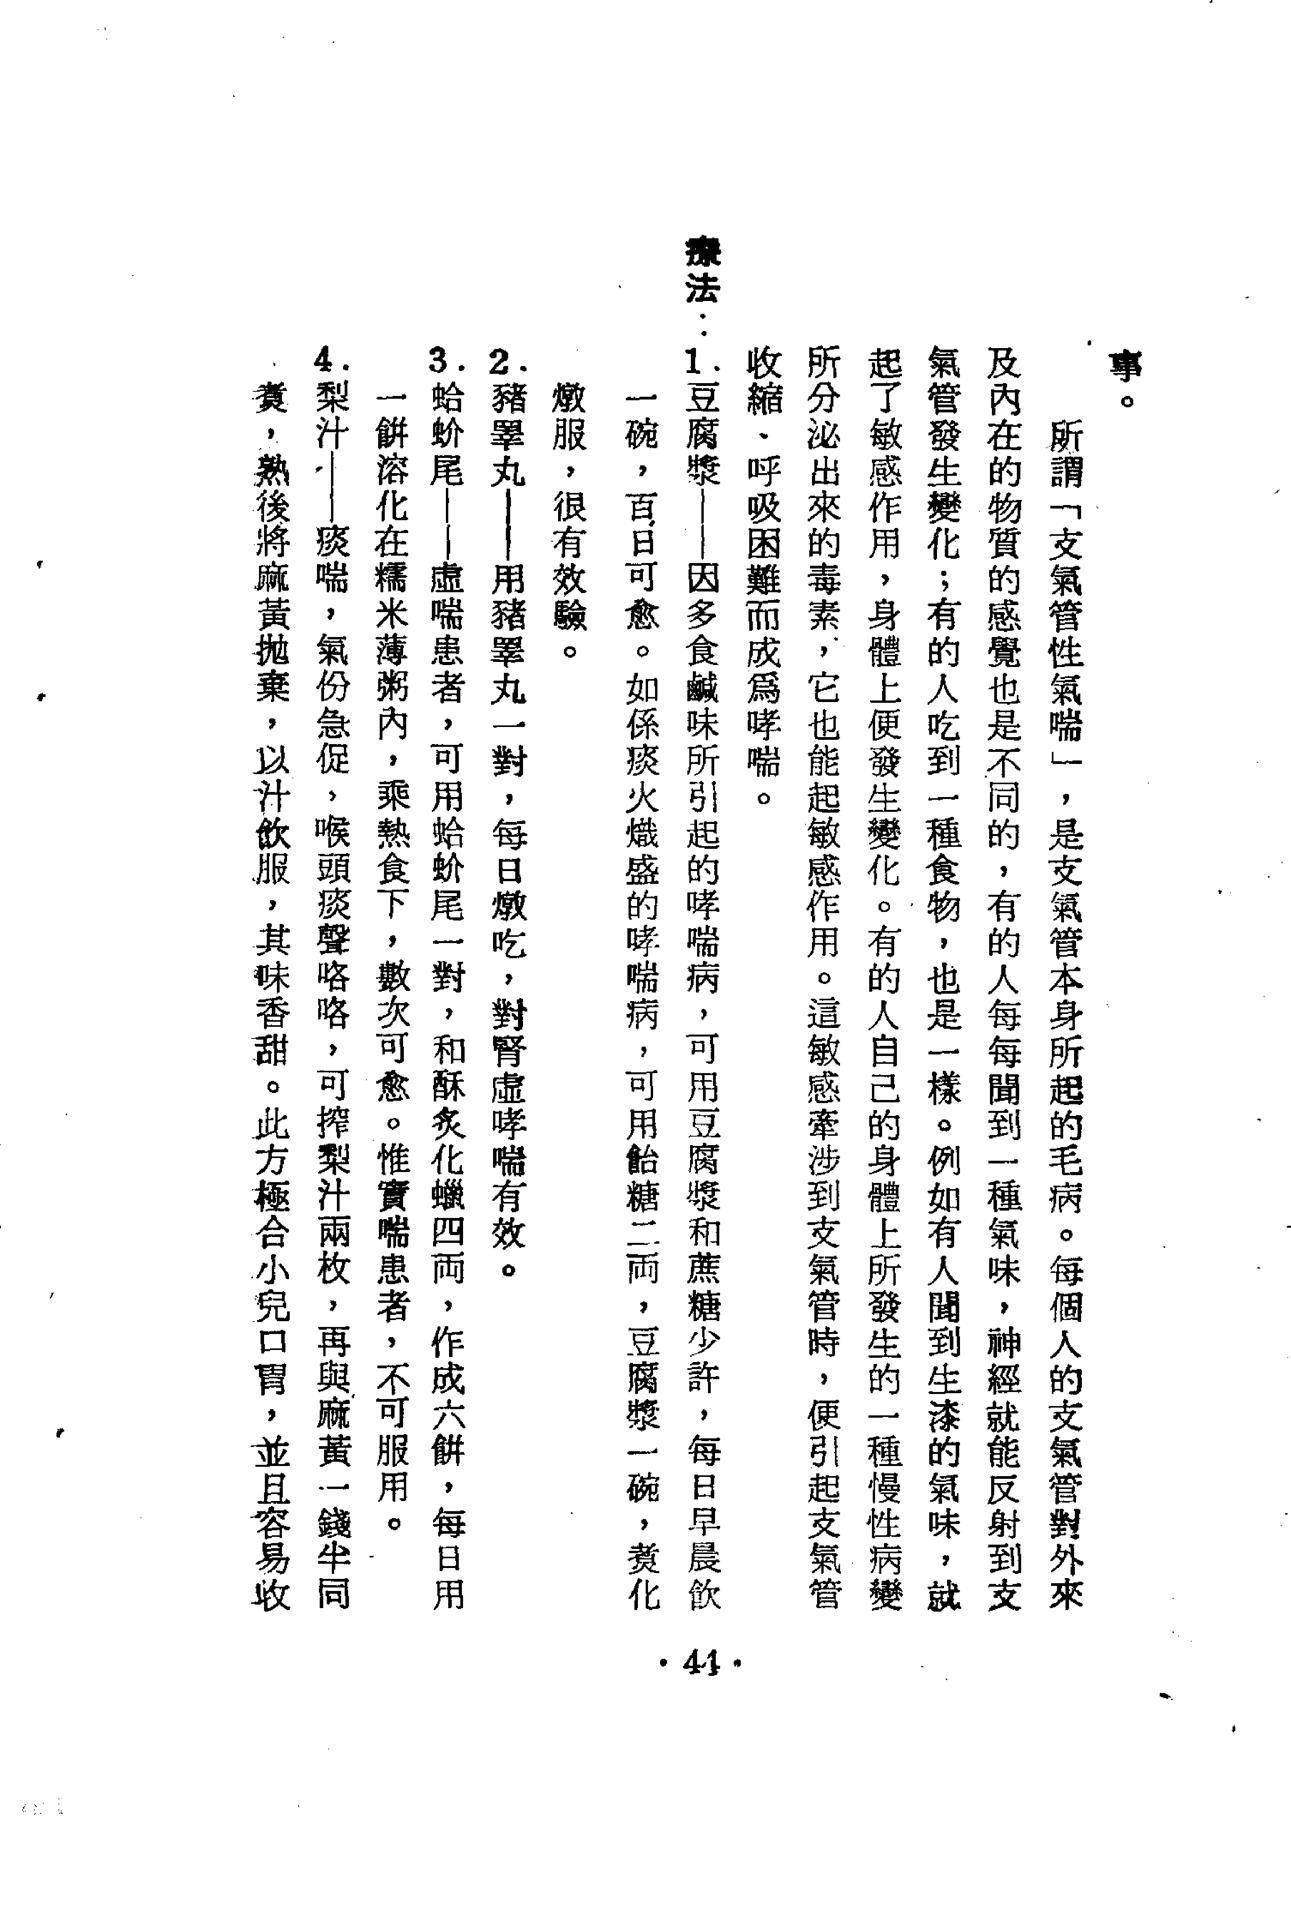 事。
所謂「支氣管性氣喘」，是支氣管本身所起的毛病。每個人的支氣管對外來
及內在的物質的感覺也是不同的，有的人每每聞到一種氣味，神經就能反射到支
氣管發生變化；有的人吃到一種食物，也是一樣。例如有人聞到生漆的氣味，就
起了敏感作用，身體上便發生變化。有的人自己的身體上所發生的一種慢性病變
所分泌出來的毒素，它也能起敏感作用。這敏感牽涉到支氣管時，便引起支氣管
收縮、呼吸困難而成爲哮喘。
療法：1.豆腐漿——因多食鹹味所引起的哮喘病，可用豆腐漿和蔗糖少許，每日早晨飲
一碗，百日可愈。如係痰火熾盛的哮喘病，可用飴糖二両，豆腐漿一碗，煑化
燉服，很有效驗。
2.豬睪丸——用豬睪丸一對，每日燉吃，對腎虛哮喘有效。
3.蛤蚧尾——虛喘患者，可用蛤蚧尾一對，和酥炙化蠟四両，作成六餅，每日用
一餅溶化在糯米薄粥內，乘熱食下，數次可愈。惟實喘患者，不可服用。
4.梨汁——痰喘，氣份急促，喉頭痰聲咯咯，可搾梨汁兩枚，再與麻黃一錢半同
煑，熟後將麻黃拋棄，以汁飲服，其味香甜。此方極合小兒口胃，並且容易收
·44·